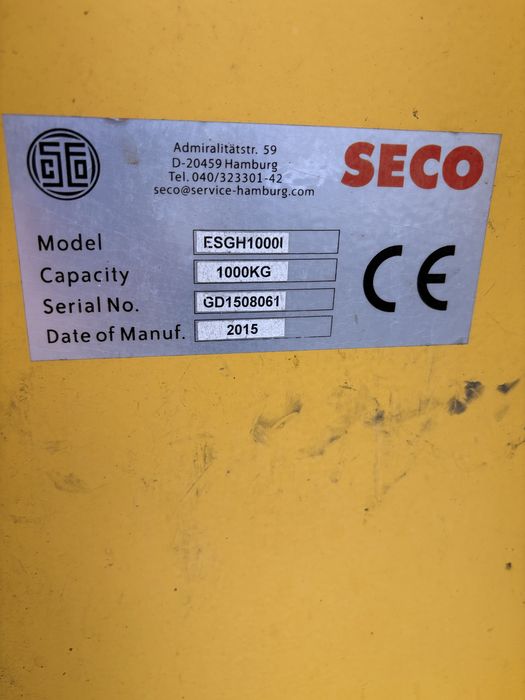 Admiralitätstr. 59
D-20459 Hamburg
Tel. 040/323301-42
seco@service-hamburg.com
SECO
Model ESGH1000I
Capacity 1000KG
Serial No. GD1508061
Date of Manuf. 2015
CE